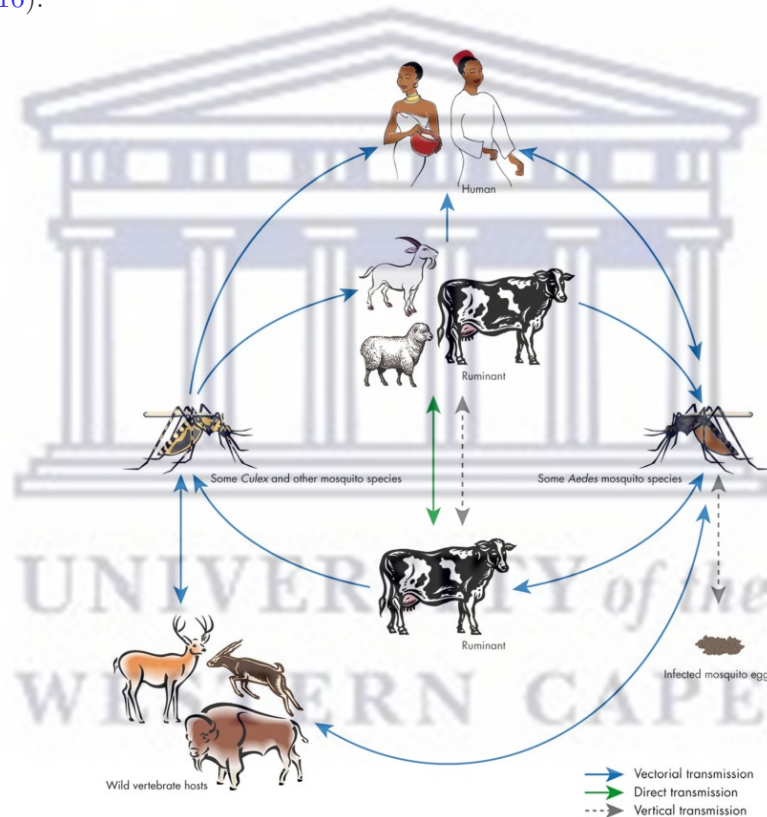 16).
Human
Ruminant
Some Culex and other mosquito species
Some Aedes mosquito species
Ruminant
Infected mosquito egg
Wild vertebrate hosts
UNIVERSITY of the
WESTERN CAPE
Vectorial transmission
Direct transmission
Vertical transmission